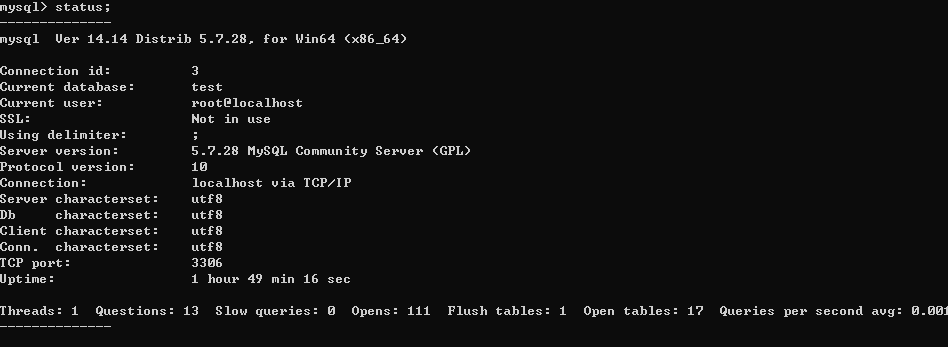 mysql> status;
--------------
mysql  Ver 14.14 Distrib 5.7.28, for Win64 (x86_64)
Connection id:          3
Current database:       test
Current user:           root@localhost
SSL:                    Not in use
Using delimiter:        ;
Server version:         5.7.28 MySQL Community Server (GPL)
Protocol version:       10
Connection:             localhost via TCP/IP
Server characterset:    utf8
Db     characterset:    utf8
Client characterset:    utf8
Conn.  characterset:    utf8
TCP port:               3306
Uptime:                 1 hour 49 min 16 sec
Threads: 1  Questions: 13  Slow queries: 0  Opens: 111  Flush tables: 1  Open tables: 17  Queries per second avg: 0.001
--------------